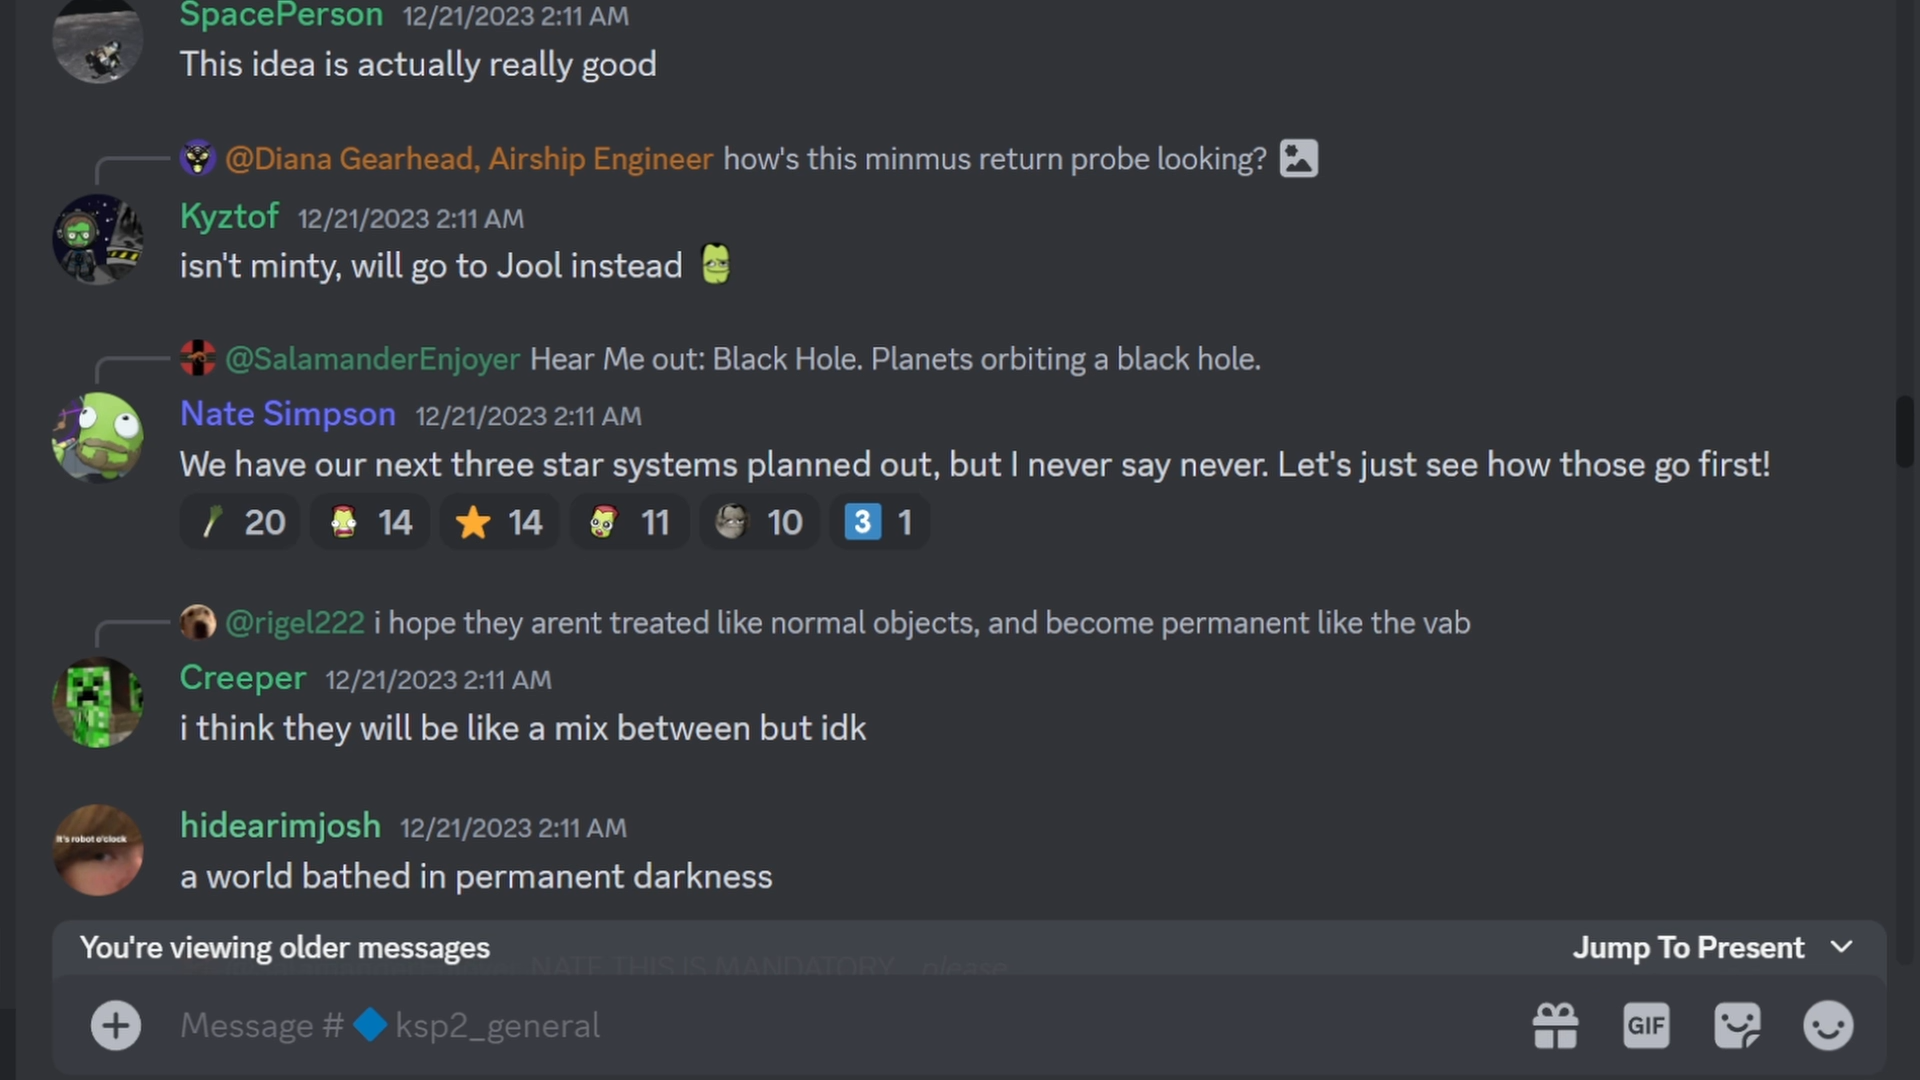 SpacePerson 12/21/2023 2:11 AM
This idea is actually really good
@Diana Gearhead, Airship Engineer how's this minmus return probe looking?
Kyztof 12/21/2023 2:11 AM
isn't minty, will go to Jool instead
@SalamanderEnjoyer Hear Me out: Black Hole. Planets orbiting a black hole.
Nate Simpson 12/21/2023 2:11 AM
We have our next three star systems planned out, but I never say never. Let's just see how those go first!
20 14 14 11 10 3 1
@rigel222 i hope they arent treated like normal objects, and become permanent like the vab
Creeper 12/21/2023 2:11 AM
i think they will be like a mix between but idk
It's robot o'clock
hidearimjosh 12/21/2023 2:11 AM
a world bathed in permanent darkness
You're viewing older messages Jump To Present
NATE THIS IS MANDATORY please
Message # ksp2_general GIF